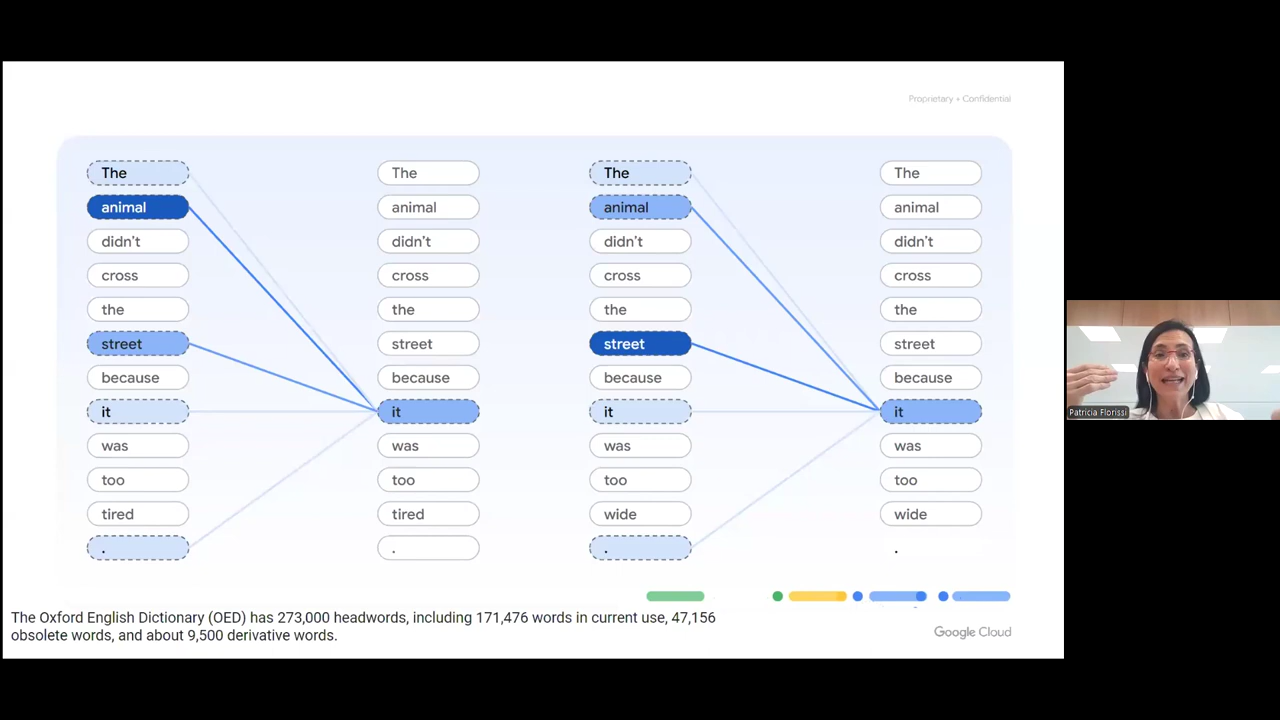 Proprietary + Confidential
The The The The
animal animal animal animal
didn't didn't didn't didn't
cross cross cross cross
the the the the
street street street street
because because because because
it it it it
was was was was
too too too too
tired tired wide wide
. . . .
The Oxford English Dictionary (OED) has 273,000 headwords, including 171,476 words in current use, 47,156
obsolete words, and about 9,500 derivative words.
Google Cloud
Patricia Florissi